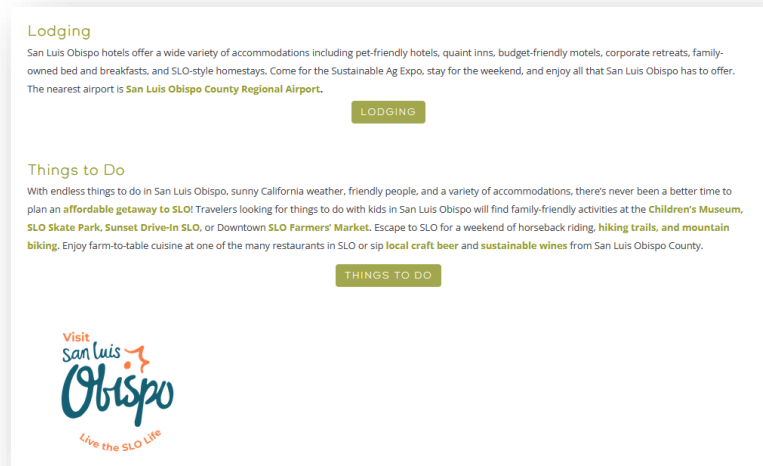 Lodging
San Luis Obispo hotels offer a wide variety of accommodations including pet-friendly hotels, quaint inns, budget-friendly motels, corporate retreats, family-
owned bed and breakfasts, and SLO-style homestays. Come for the Sustainable Ag Expo, stay for the weekend, and enjoy all that San Luis Obispo has to offer.
The nearest airport is San Luis Obispo County Regional Airport.
LODGING
Things to Do
With endless things to do in San Luis Obispo, sunny California weather, friendly people, and a variety of accommodations, there's never been a better time to
plan an affordable getaway to SLO! Travelers looking for things to do with kids in San Luis Obispo will find family-friendly activities at the Children's Museum,
SLO Skate Park, Sunset Drive-In SLO, or Downtown SLO Farmers' Market. Escape to SLO for a weekend of horseback riding, hiking trails, and mountain
biking. Enjoy farm-to-table cuisine at one of the many restaurants in SLO or sip local craft beer and sustainable wines from San Luis Obispo County.
THINGS TO DO
Visit
San Luis
Obispo
Live the SLO Life